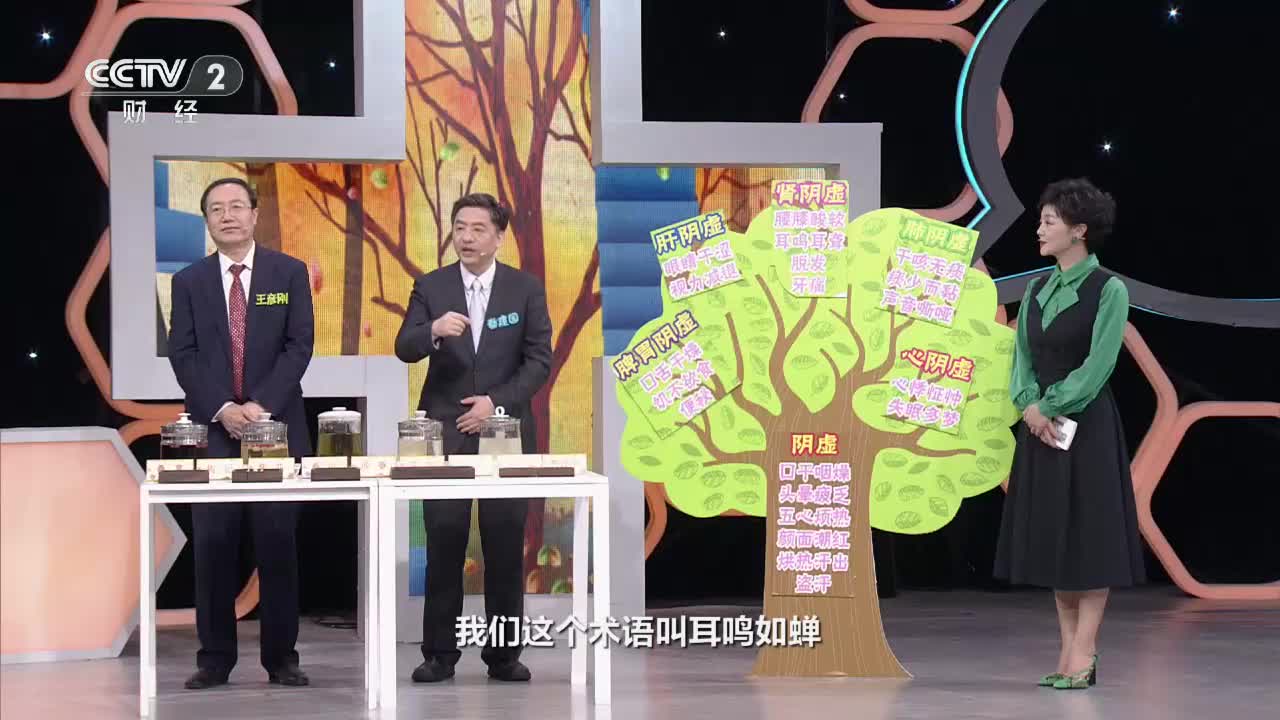 CCTV 2
财 经
王彦刚
建国
肾阴虚
腰膝酸软
耳鸣耳聋
脱发
牙痛
肝阴虚
眼睛干涩
视力减退
肺阴虚
干咳无痰
痰少而黏
声音嘶哑
脾胃阴虚
口舌干燥
饥不欲食
便秘
心阴虚
心悸怔忡
失眠多梦
阴虚
口干咽燥
头晕疲乏
五心烦热
颜面潮红
烘热汗出
盗汗
我们这个术语叫耳鸣如蝉